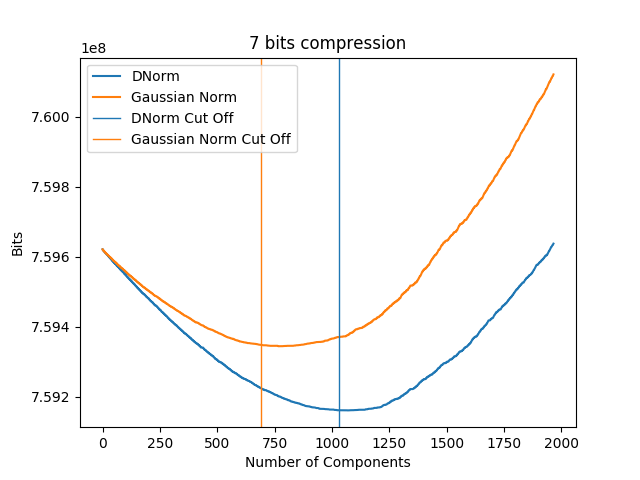 7 bits compression
1e8
DNorm
Gaussian Norm
DNorm Cut Off
Gaussian Norm Cut Off
7.600
7.598
7.596
7.594
7.592
Bits
0 250 500 750 1000 1250 1500 1750 2000
Number of Components